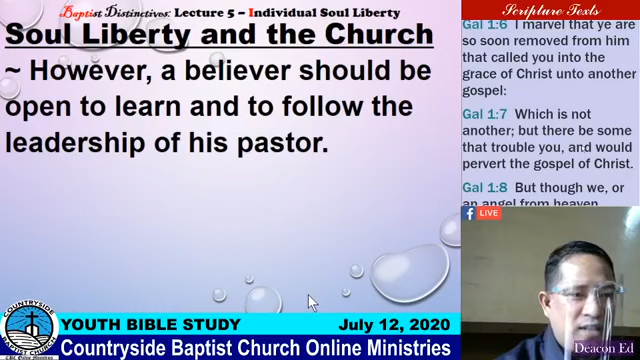 Baptist Distinctives: Lecture 5 – Individual Soul Liberty
Soul Liberty and the Church
~ However, a believer should be
open to learn and to follow the
leadership of his pastor.
Scripture Texts
Gal 1:6 I marvel that ye are
so soon removed from him
that called you into the
grace of Christ unto another
gospel:
Gal 1:7 Which is not
another; but there be some
that trouble you, and would
pervert the gospel of Christ.
Gal 1:8 But though we, or
an angel from heaven,
f LIVE
COUNTRYSIDE
BAPTIST CHURCH
YOUTH BIBLE STUDY July 12, 2020
Countryside Baptist Church Online Ministries
Deacon Ed